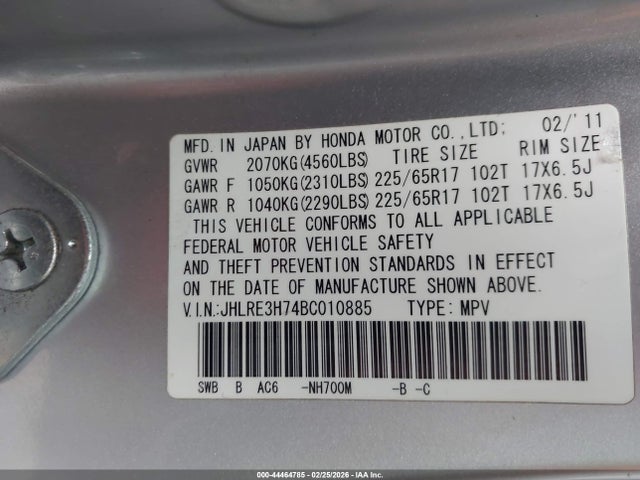 MFD. IN JAPAN BY HONDA MOTOR CO.,LTD: 02/'11
GVWR 2070KG(4560LBS) TIRE SIZE RIM SIZE
GAWR F 1050KG(2310LBS) 225/65R17 102T 17X6.5J
GAWR R 1040KG(2290LBS) 225/65R17 102T 17X6.5J
THIS VEHICLE CONFORMS TO ALL APPLICABLE
FEDERAL MOTOR VEHICLE SAFETY
AND THEFT PREVENTION STANDARDS IN EFFECT
ON THE DATE OF MANUFACTURE SHOWN ABOVE.
V.I.N.:JHLRE3H74BC010885 TYPE: MPV
SWB B AC6 -NH700M -B -C
000-44464765 - 02/25/2026 - IAA Inc.